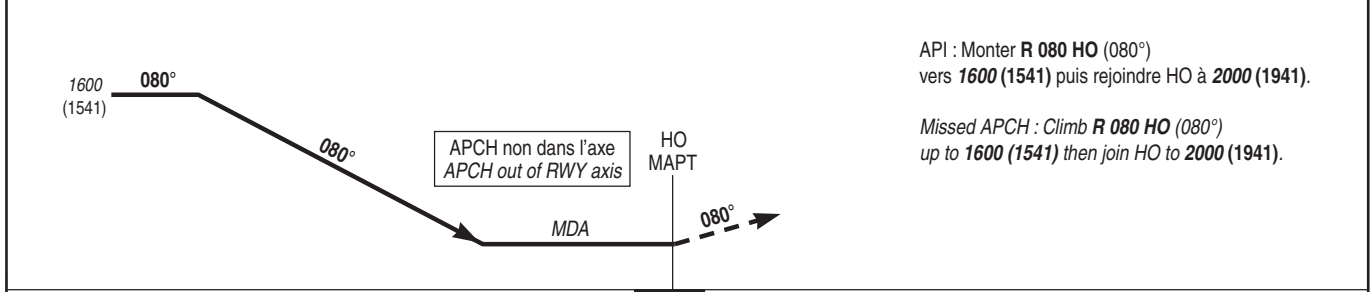 1600
(1541)
080°
080°
APCH non dans l'axe
APCH out of RWY axis
HO
MAPT
MDA
080°
API : Monter R 080 HO (080°)
vers 1600 (1541) puis rejoindre HO à 2000 (1941).
Missed APCH : Climb R 080 HO (080°)
up to 1600 (1541) then join HO to 2000 (1941).